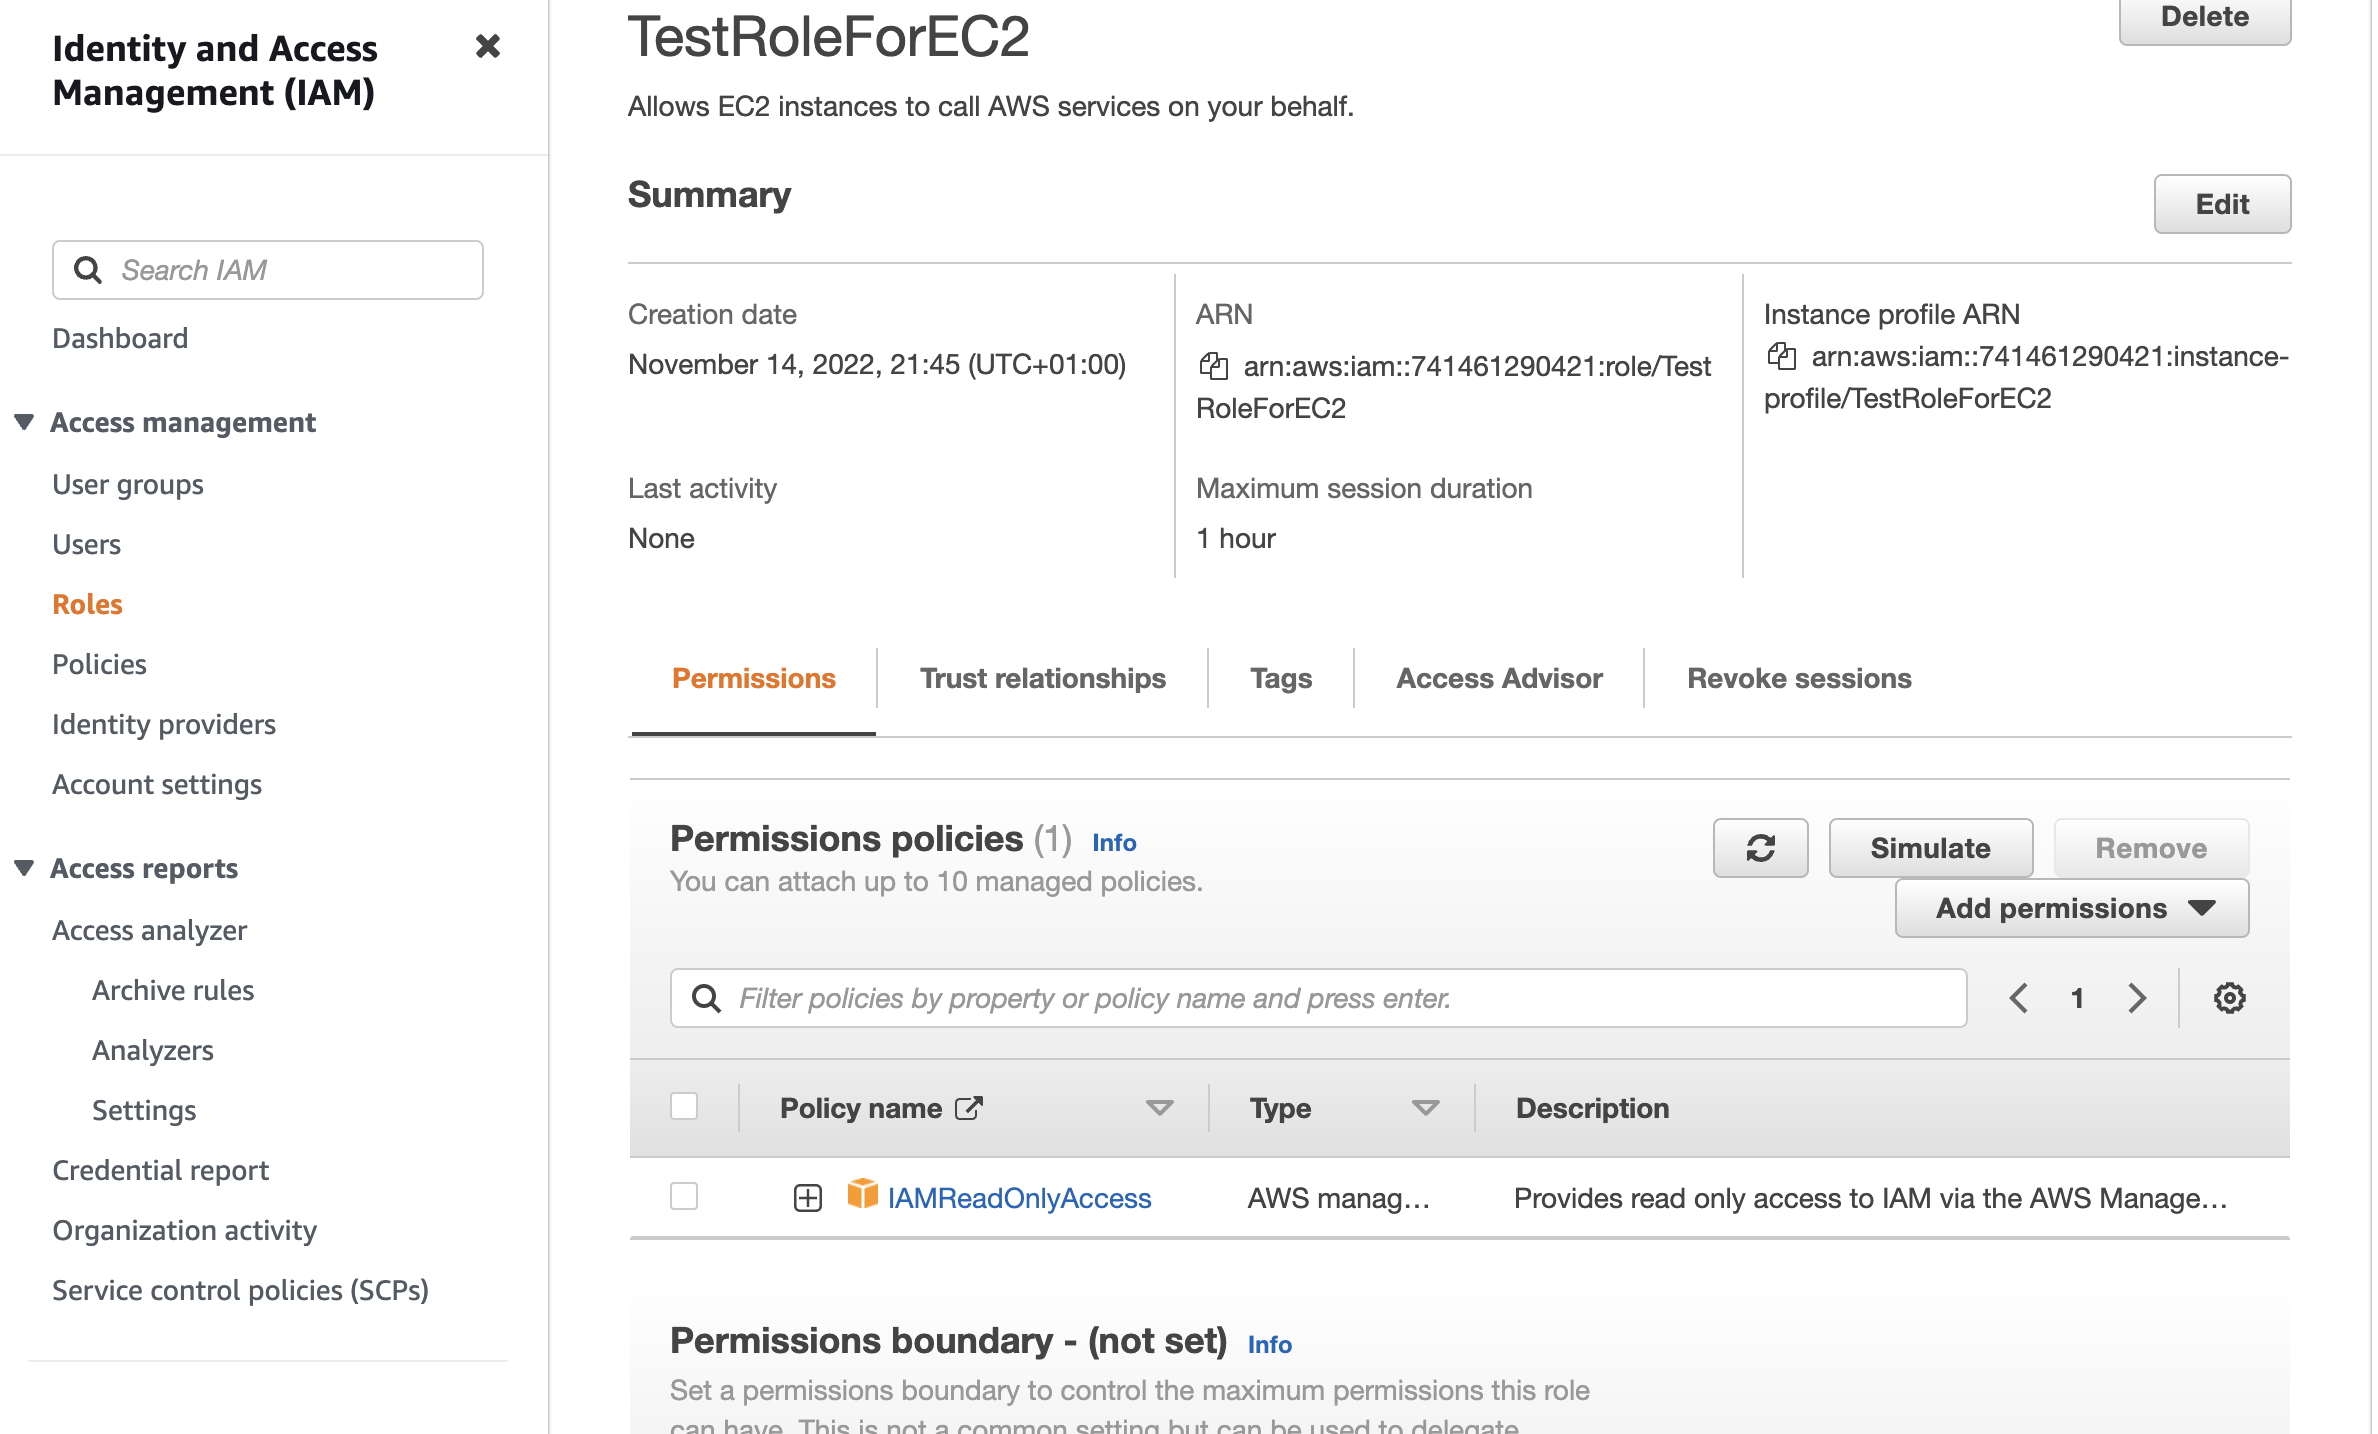 Identity and Access
Management (IAM)
Search IAM
Dashboard
Access management
User groups
Users
Roles
Policies
Identity providers
Account settings
Access reports
Access analyzer
Archive rules
Analyzers
Settings
Credential report
Organization activity
Service control policies (SCPs)
TestRoleForEC2
Delete
Allows EC2 instances to call AWS services on your behalf.
Summary
Edit
Creation date
November 14, 2022, 21:45 (UTC+01:00)
ARN
arn:aws:iam::741461290421:role/Test
RoleForEC2
Instance profile ARN
arn:aws:iam::741461290421:instance-
profile/TestRoleForEC2
Last activity
None
Maximum session duration
1 hour
Permissions
Trust relationships
Tags
Access Advisor
Revoke sessions
Permissions policies (1) Info
You can attach up to 10 managed policies.
Simulate
Remove
Add permissions
Filter policies by property or policy name and press enter.
1
Policy name
Type
Description
IAMReadOnlyAccess
AWS manag...
Provides read only access to IAM via the AWS Manage...
Permissions boundary - (not set) Info
Set a permissions boundary to control the maximum permissions this role
can have. This is not a common setting but can be used to delegate